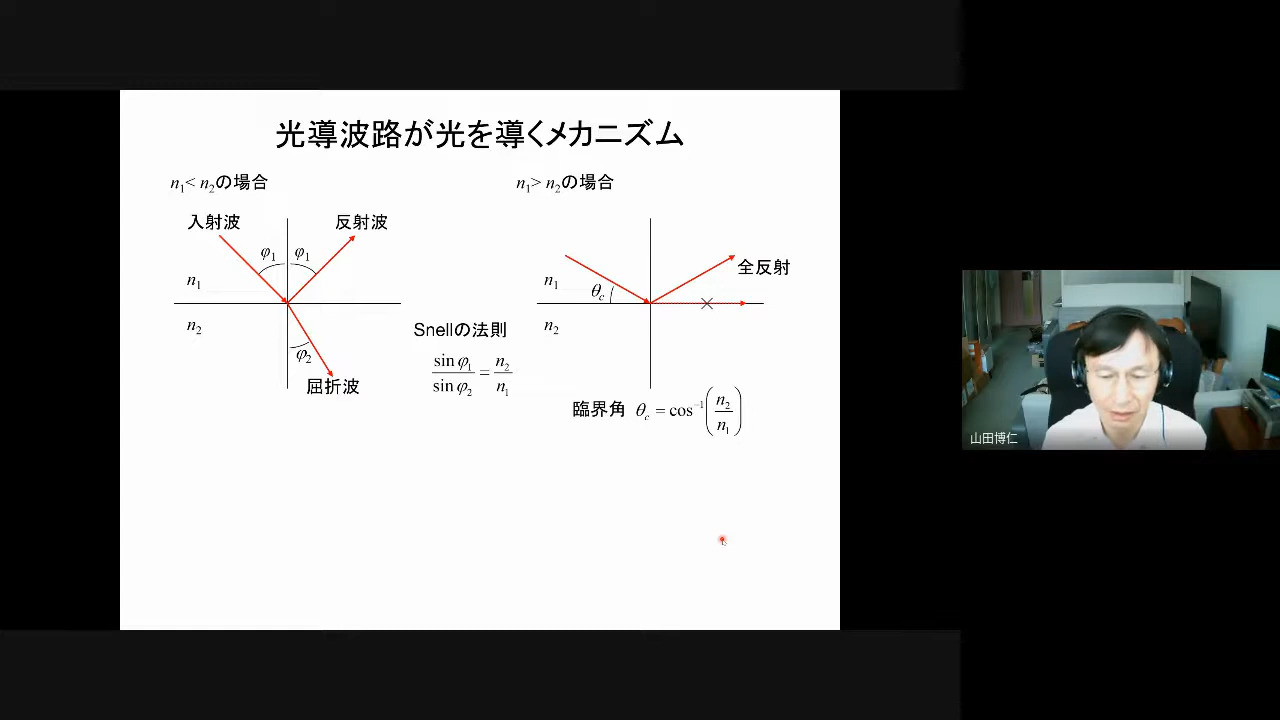 光導波路が光を導くメカニズム
n₁< n₂の場合
入射波
反射波
φ₁
φ₁
n₁
n₂
φ₂
屈折波
Snellの法則
sin φ₁ / sin φ₂ = n₂ / n₁
n₁> n₂の場合
全反射
n₁
θc
n₂
臨界角 θc = cos⁻¹(n₂ / n₁)
山田博仁